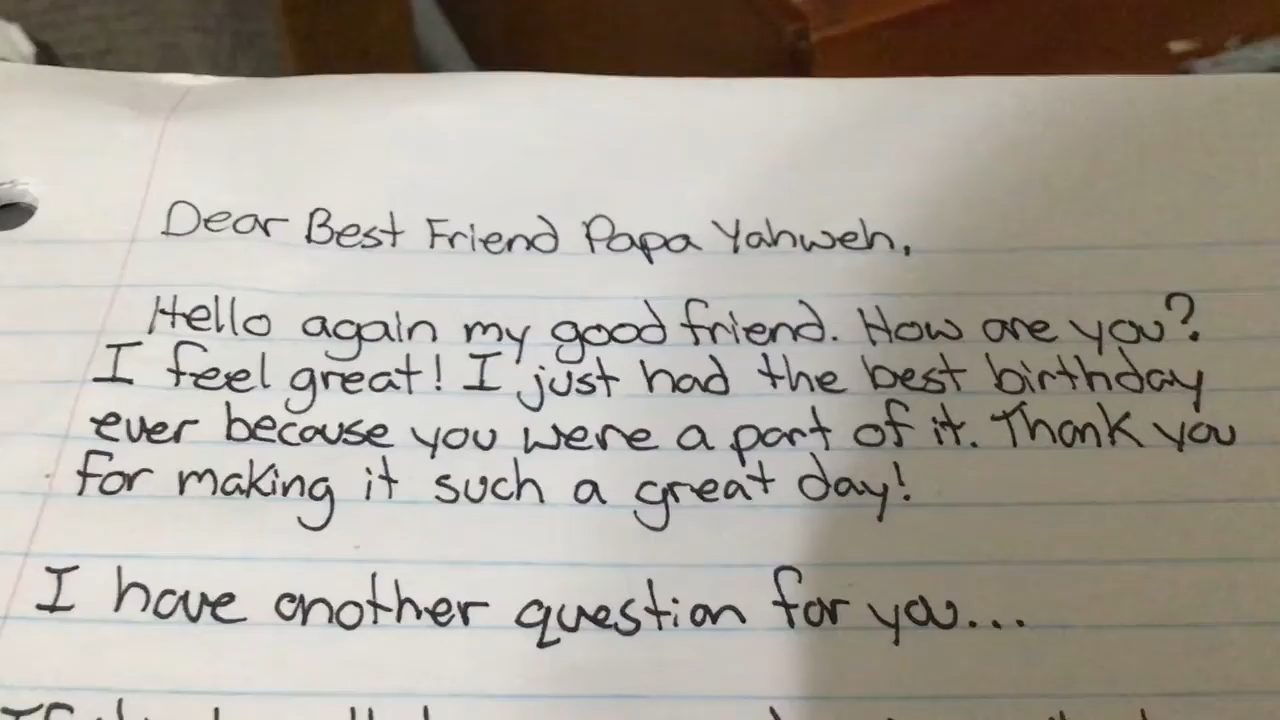 Dear Best Friend Papa Yahweh,
Hello again my good friend. How are you?
I feel great! I just had the best birthday
ever because you were a part of it. Thank you
for making it such a great day!
I have another question for you...